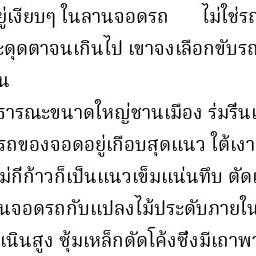 อยู่เงียบๆ ในลานจอดรถ ไม่ใช่รถ
ะดุดตาจนเกินไป เขาจงเลือกขับรถ
น
ธารณะขนาดใหญ่ชานเมือง ร่มรื่นเ
รถของจอดอยู่เกือบสุดแนว ใต้เงา
ม่กี่ก้าวก็เป็นแนวเข็มแน่นทึบ ตัดเ
นจอดรถกับแปลงไม้ประดับภายใน
เนินสูง ซุ้มเหล็กดัดโค้งซึ่งมีเถาพว